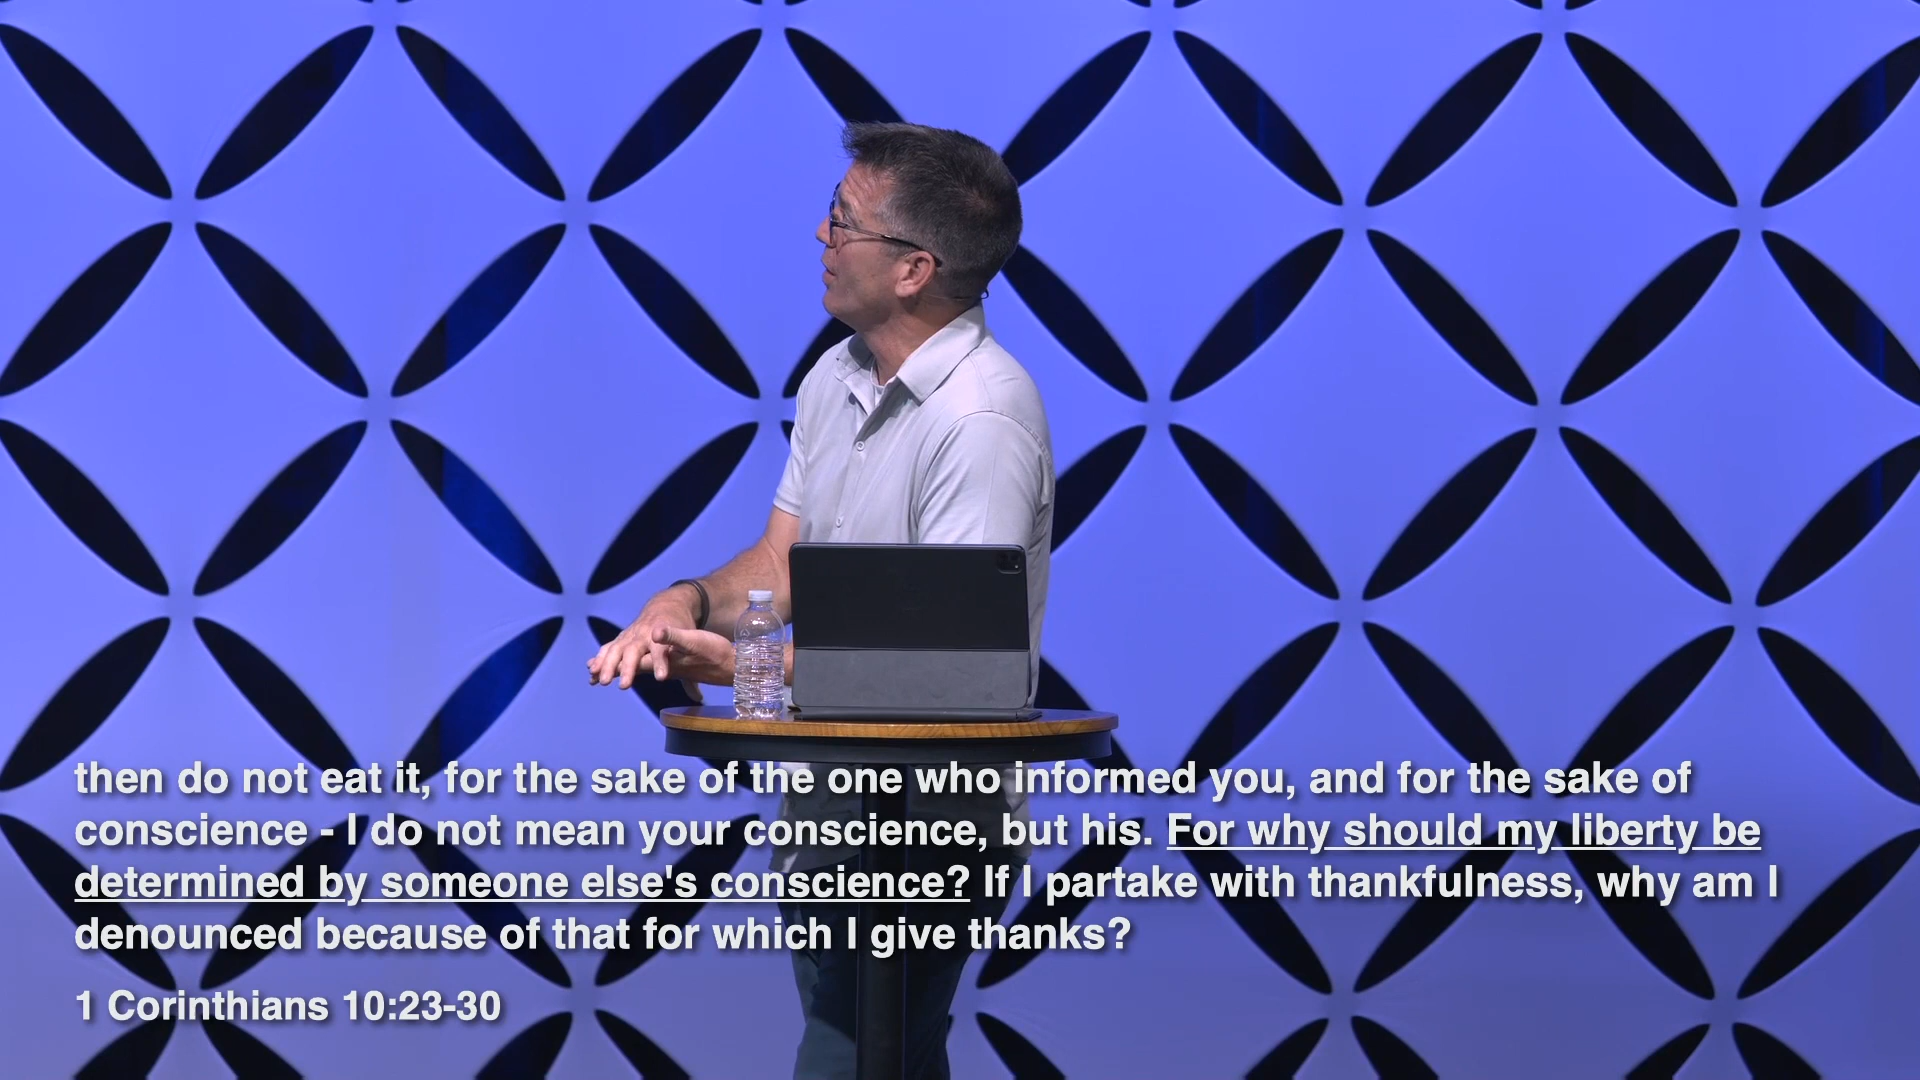 then do not eat it, for the sake of the one who informed you, and for the sake of
conscience - I do not mean your conscience, but his. For why should my liberty be
determined by someone else's conscience? If I partake with thankfulness, why am I
denounced because of that for which I give thanks?
1 Corinthians 10:23-30